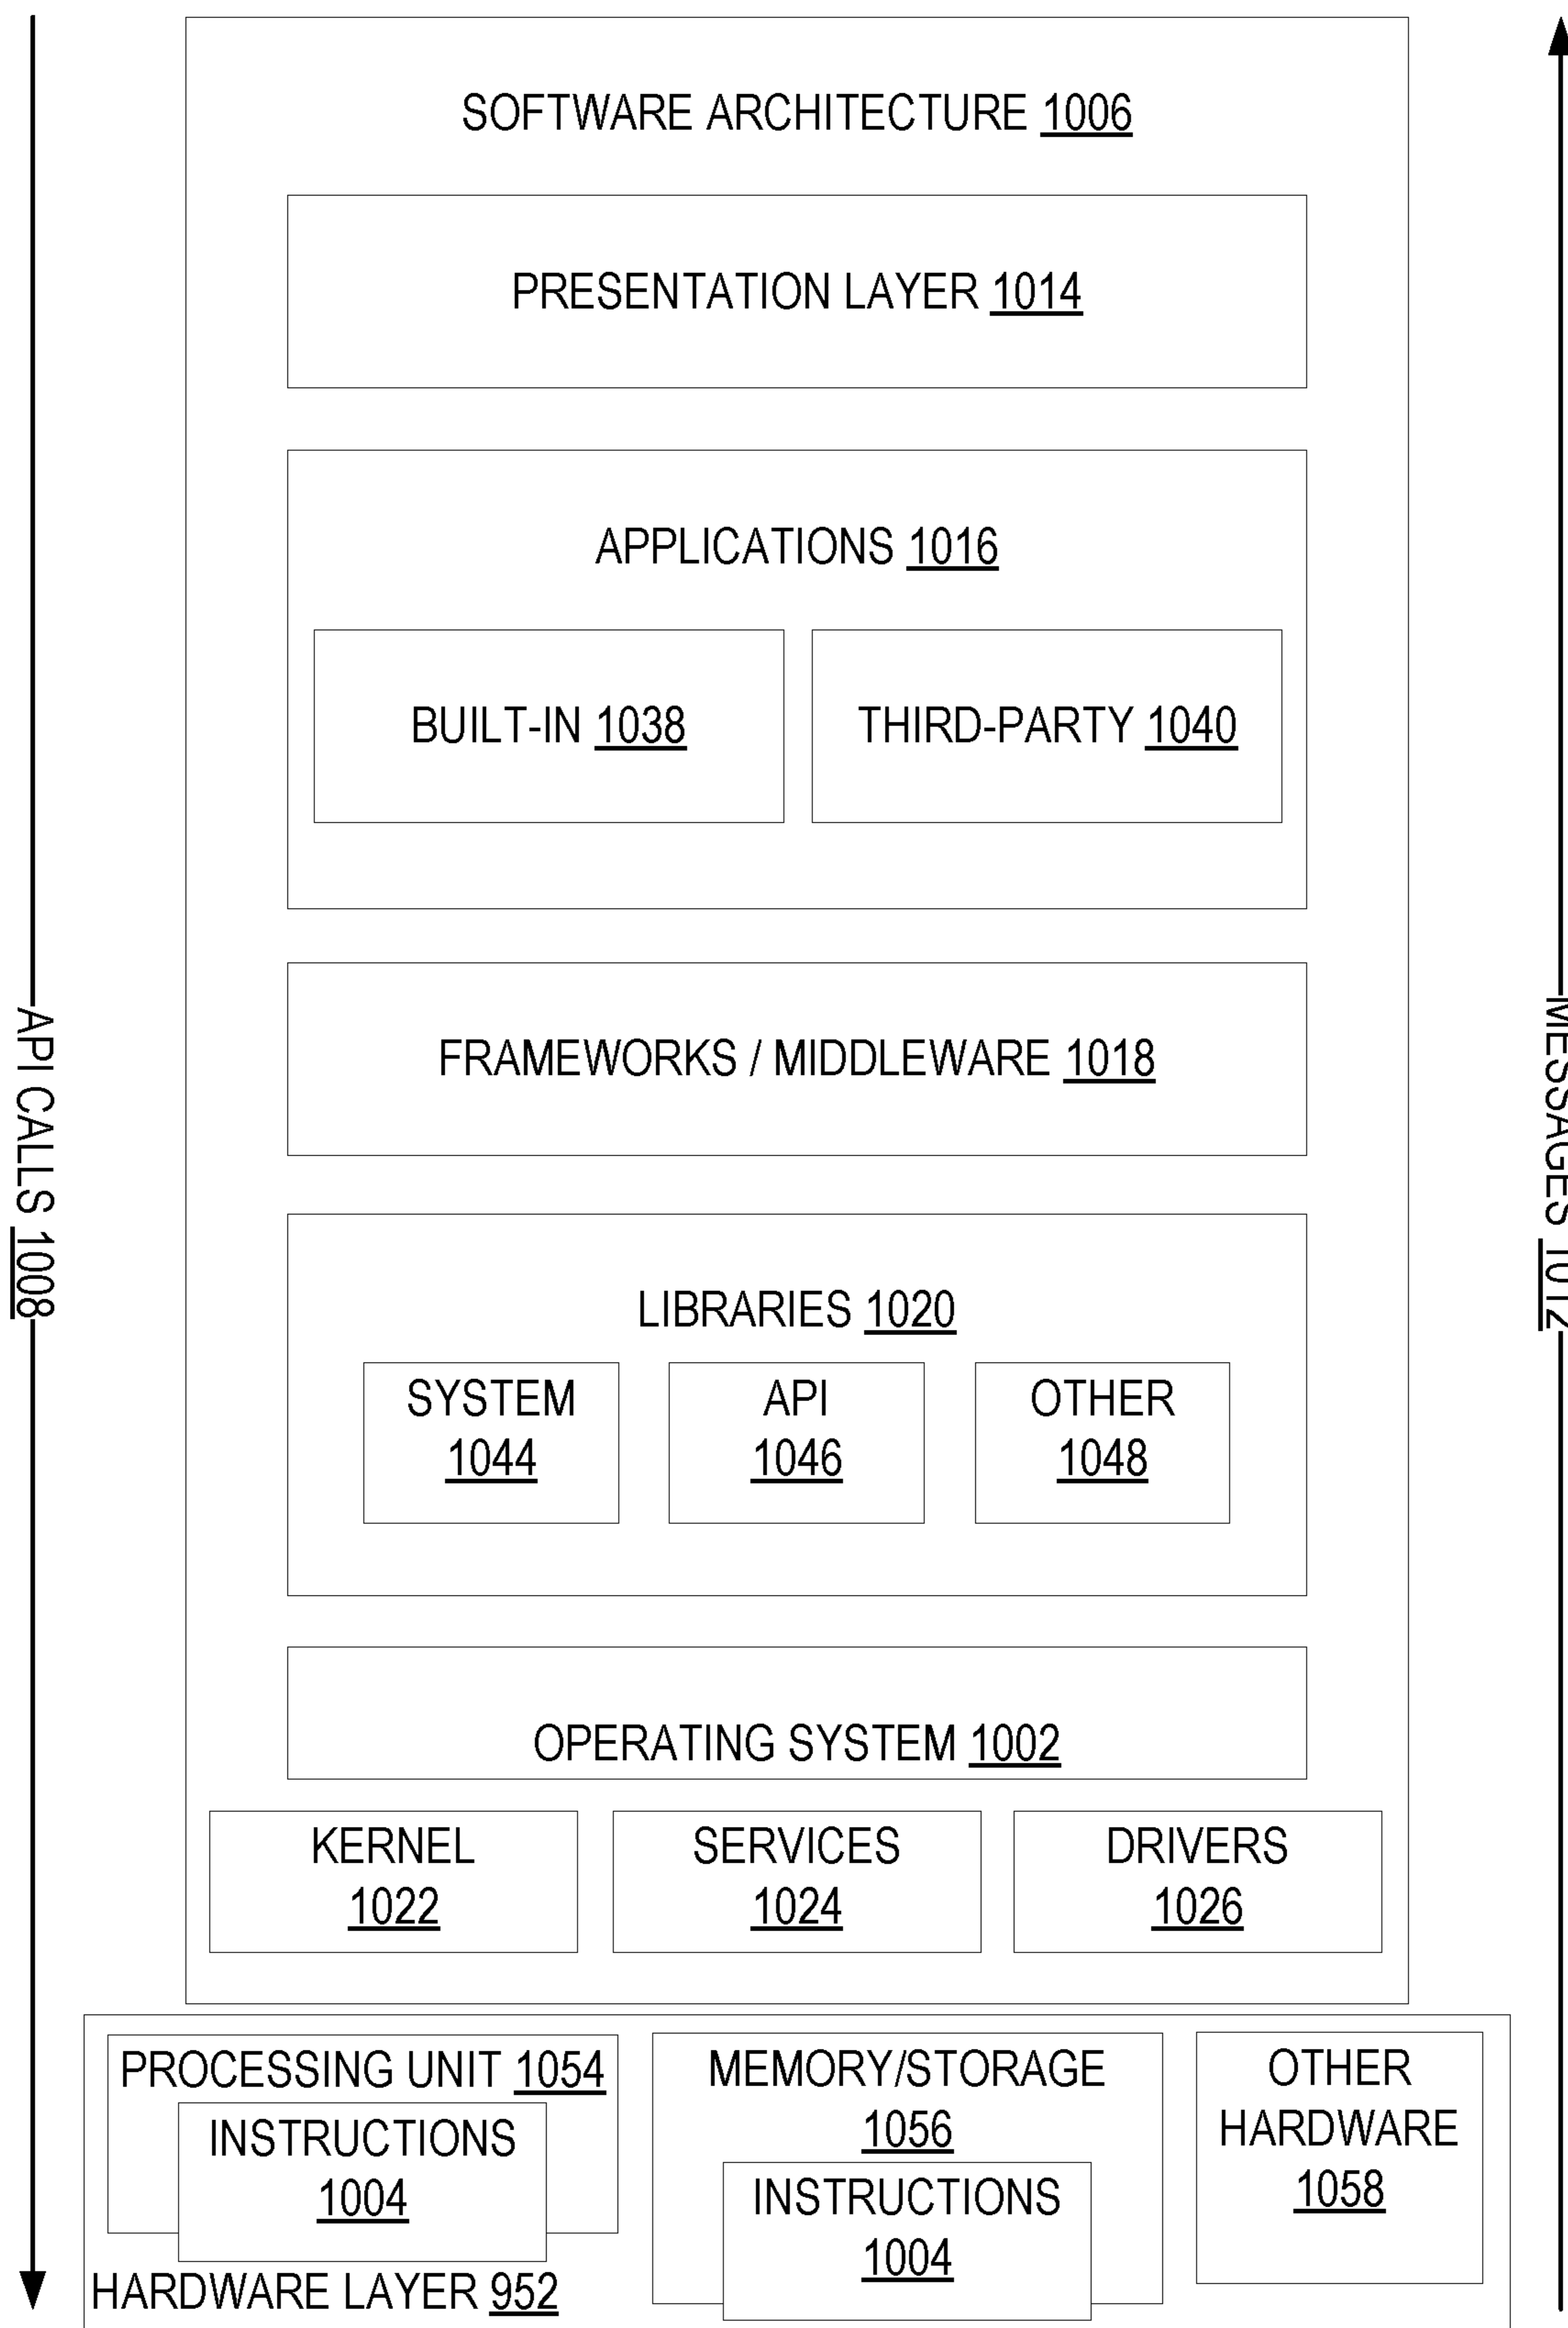 SOFTWARE ARCHITECTURE 1006
PRESENTATION LAYER 1014
APPLICATIONS 1016
BUILT-IN 1038
THIRD-PARTY 1040
FRAMEWORKS / MIDDLEWARE 1018
API CALLS 1008
MESSAGES 1012
LIBRARIES 1020
SYSTEM
1044
API
1046
OTHER
1048
OPERATING SYSTEM 1002
KERNEL
1022
SERVICES
1024
DRIVERS
1026
PROCESSING UNIT 1054
INSTRUCTIONS
1004
MEMORY/STORAGE
1056
INSTRUCTIONS
1004
OTHER
HARDWARE
1058
HARDWARE LAYER 952